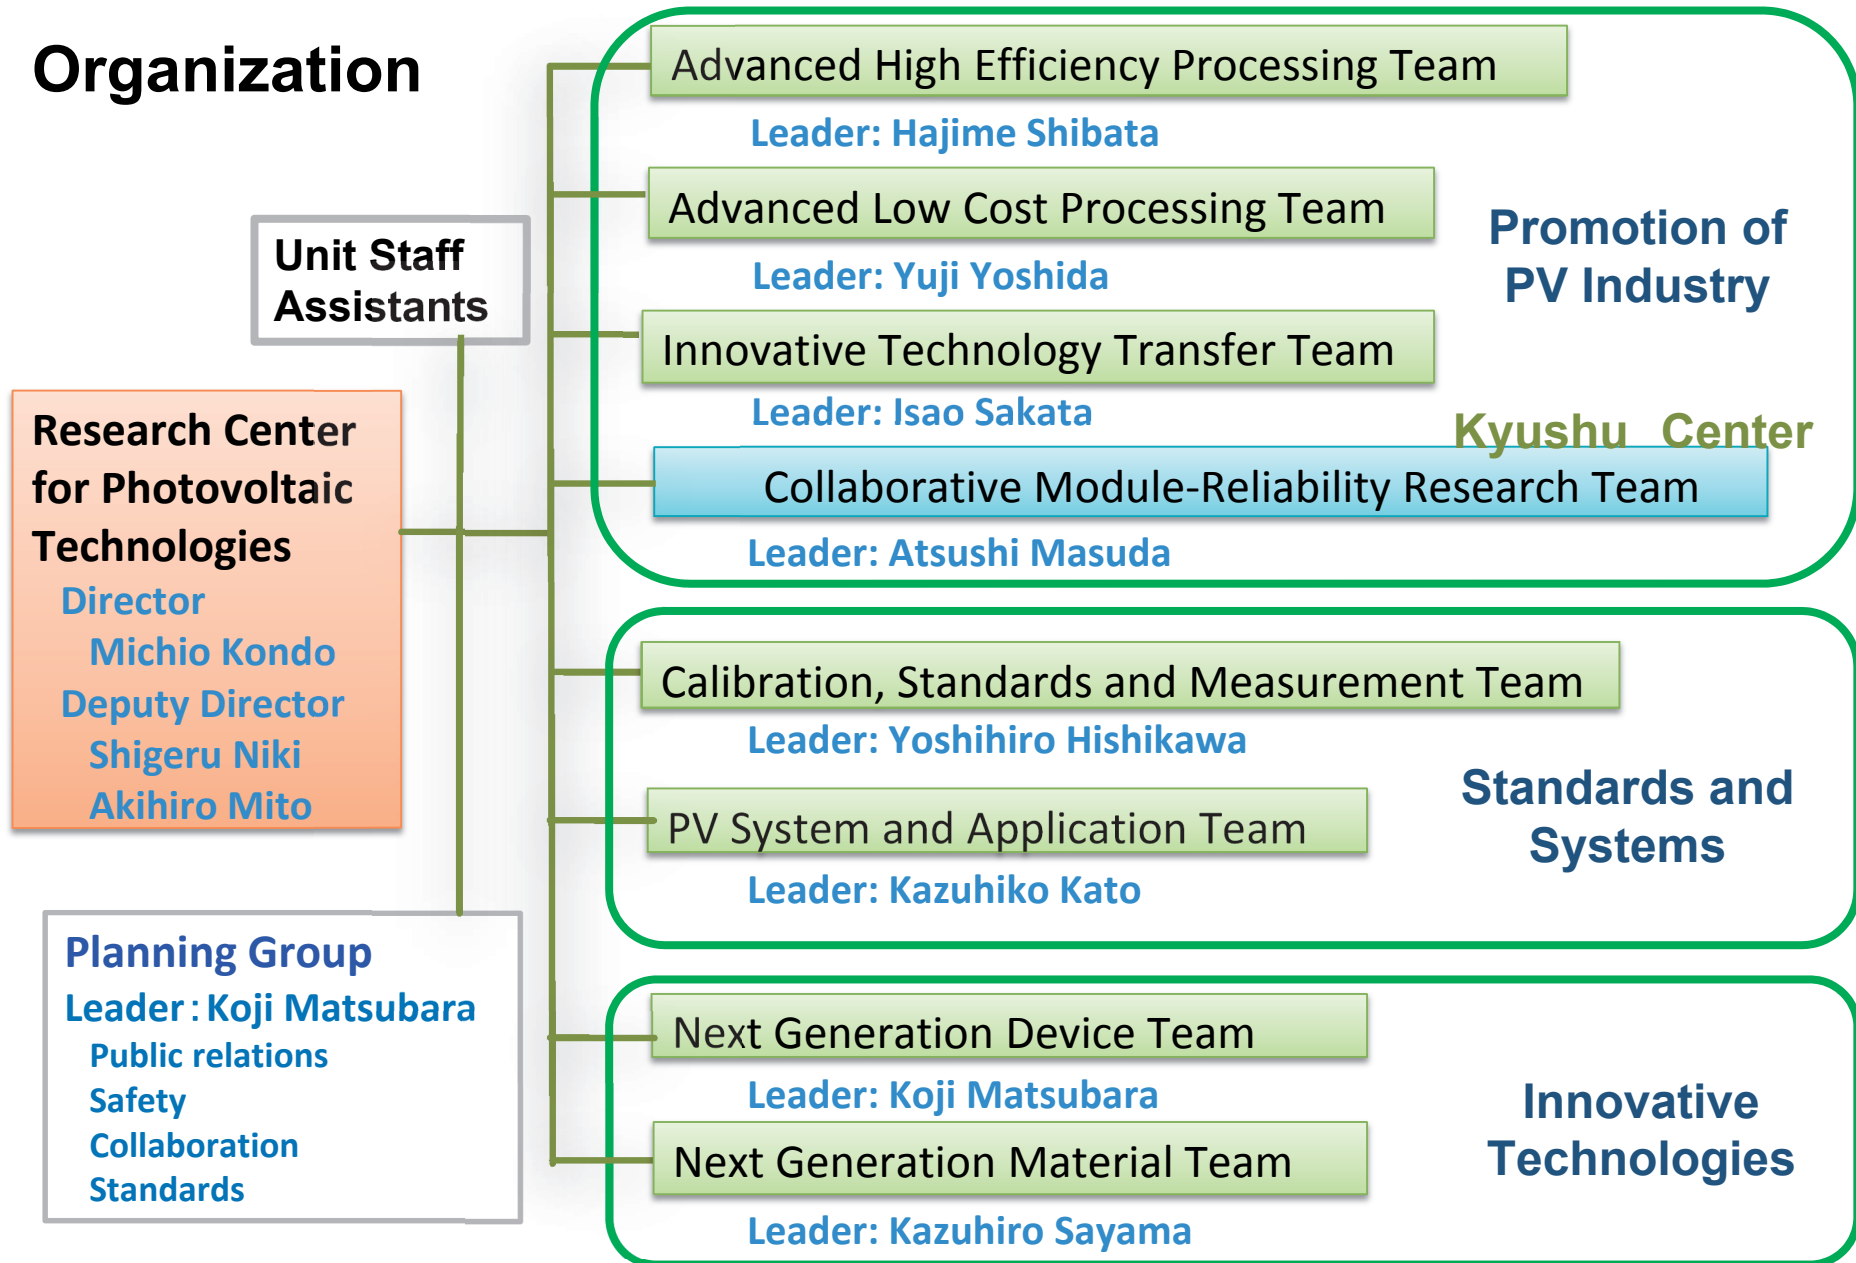 Organization
Unit Staff
Assistants
Research Center
for Photovoltaic
Technologies
Director
Michio Kondo
Deputy Director
Shigeru Niki
Akihiro Mito
Planning Group
Leader：Koji Matsubara
Public relations
Safety
Collaboration
Standards
Advanced High Efficiency Processing Team
Leader: Hajime Shibata
Advanced Low Cost Processing Team
Leader: Yuji Yoshida
Innovative Technology Transfer Team
Leader: Isao Sakata
Collaborative Module-Reliability Research Team
Leader: Atsushi Masuda
Promotion of
PV Industry
Kyushu Center
Calibration, Standards and Measurement Team
Leader: Yoshihiro Hishikawa
PV System and Application Team
Leader: Kazuhiko Kato
Standards and
Systems
Next Generation Device Team
Leader: Koji Matsubara
Next Generation Material Team
Leader: Kazuhiro Sayama
Innovative
Technologies